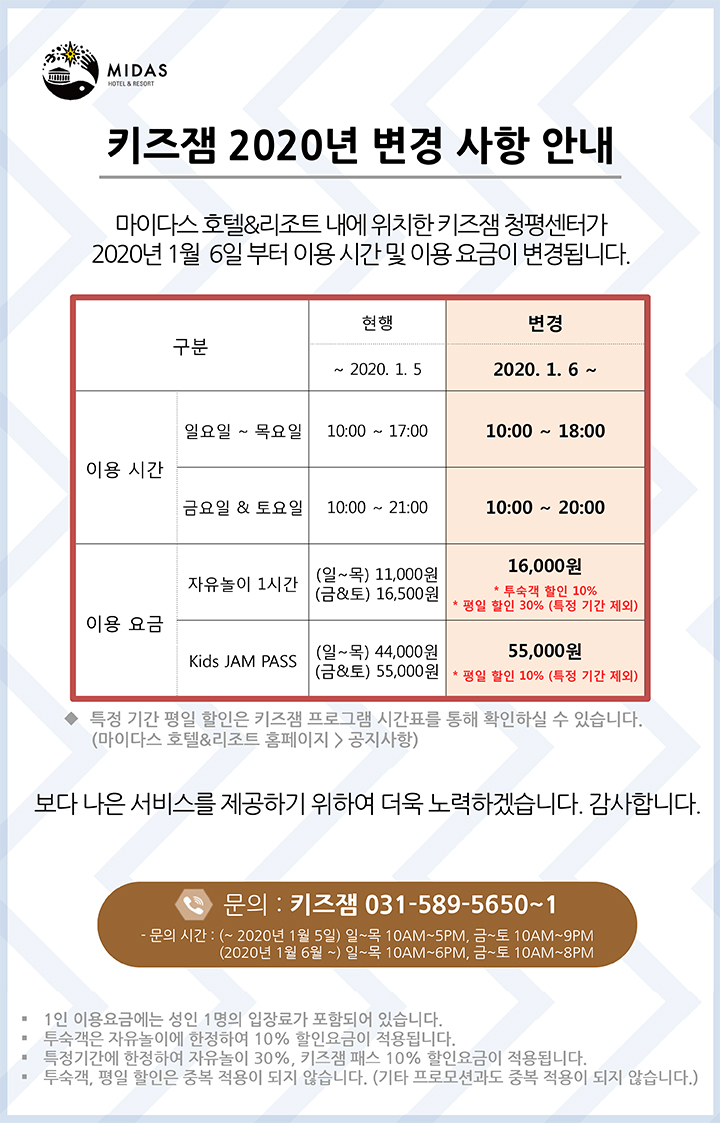 MIDAS
HOTEL & RESORT
키즈잼 2020년 변경 사항 안내
마이다스 호텔&리조트 내에 위치한 키즈잼 청평센터가
2020년 1월 6일 부터 이용 시간 및 이용 요금이 변경됩니다.
구분
현행
변경
~ 2020. 1. 5
2020. 1. 6 ~
이용 시간
일요일 ~ 목요일
10:00 ~ 17:00
10:00 ~ 18:00
금요일 & 토요일
10:00 ~ 21:00
10:00 ~ 20:00
이용 요금
자유놀이 1시간
(일~목) 11,000원
(금&토) 16,500원
16,000원
* 투숙객 할인 10%
* 평일 할인 30% (특정 기간 제외)
Kids JAM PASS
(일~목) 44,000원
(금&토) 55,000원
55,000원
* 평일 할인 10% (특정 기간 제외)
◆ 특정 기간 평일 할인은 키즈잼 프로그램 시간표를 통해 확인하실 수 있습니다.
(마이다스 호텔&리조트 홈페이지 > 공지사항)
보다 나은 서비스를 제공하기 위하여 더욱 노력하겠습니다. 감사합니다.
문의 : 키즈잼 031-589-5650~1
- 문의 시간 : (~ 2020년 1월 5일) 일~목 10AM~5PM, 금~토 10AM~9PM
(2020년 1월 6월 ~) 일~목 10AM~6PM, 금~토 10AM~8PM
▪ 1인 이용요금에는 성인 1명의 입장료가 포함되어 있습니다.
▪ 투숙객은 자유놀이에 한정하여 10% 할인요금이 적용됩니다.
▪ 특정기간에 한정하여 자유놀이 30%, 키즈잼 패스 10% 할인요금이 적용됩니다.
▪ 투숙객, 평일 할인은 중복 적용이 되지 않습니다. (기타 프로모션과도 중복 적용이 되지 않습니다.)